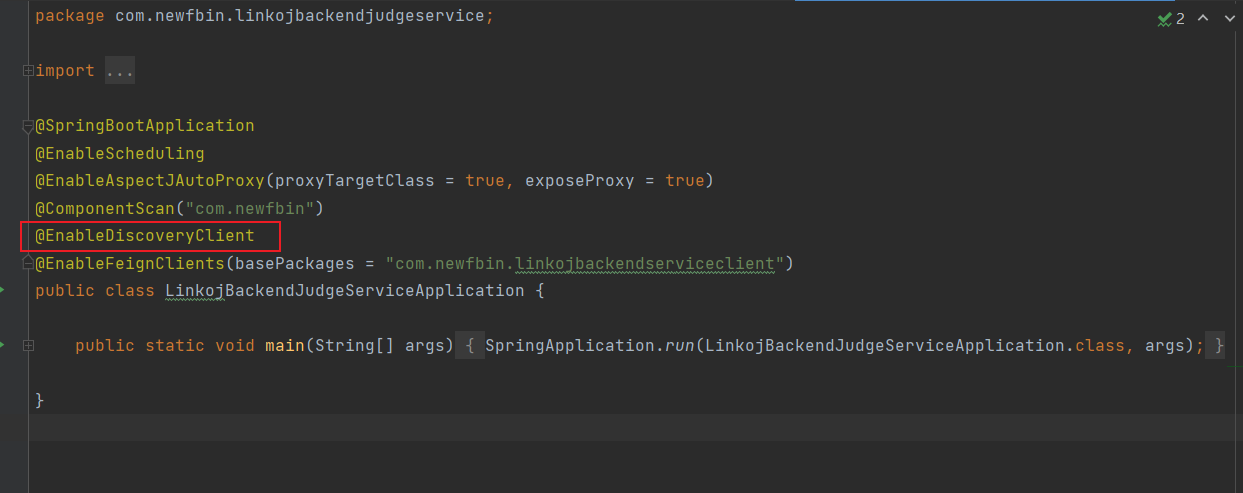 package com.newfbin.linkojbackendjudgeservice;
2
import ...
@SpringBootApplication
@EnableScheduling
@EnableAspectJAutoProxy(proxyTargetClass = true, exposeProxy = true)
@ComponentScan("com.newfbin")
@EnableDiscoveryClient
@EnableFeignClients(basePackages = "com.newfbin.linkojbackendserviceclient")
public class LinkojBackendJudgeServiceApplication {
public static void main(String[] args) { SpringApplication.run(LinkojBackendJudgeServiceApplication.class, args); }
}